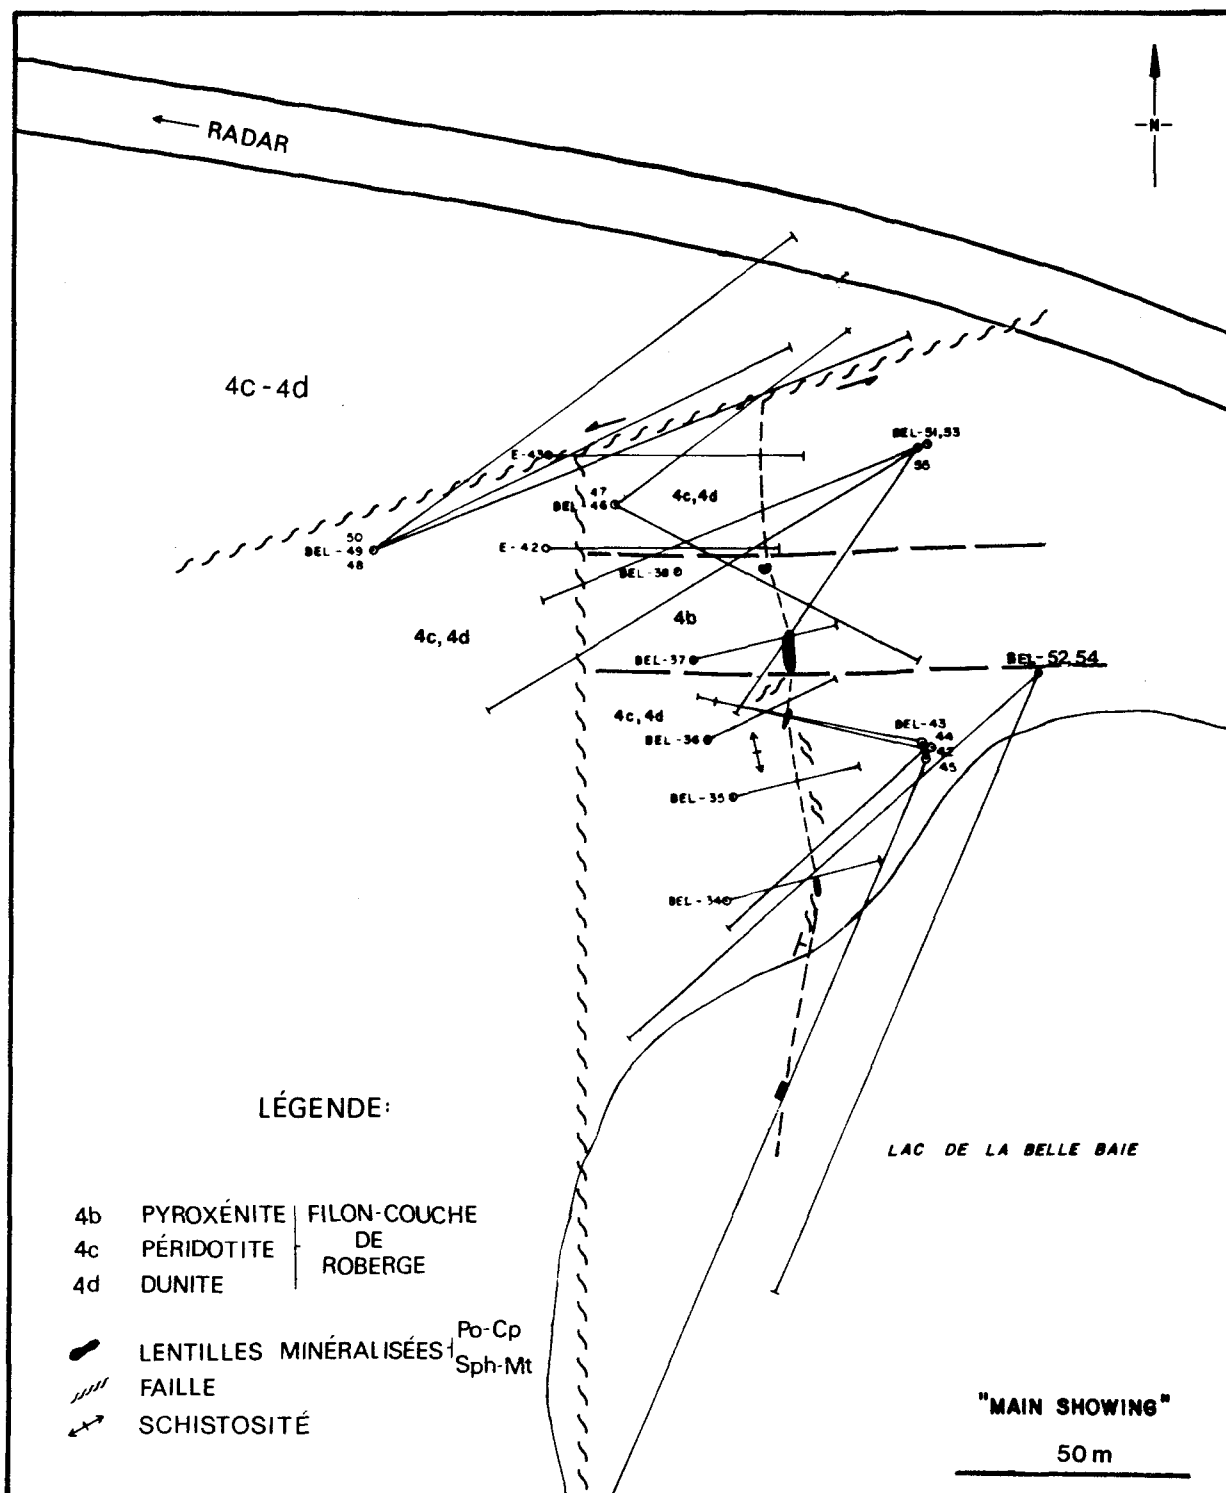 N
RADAR
4c-4d
E-43
BEL-51,53
55
47
BEL-46
4c,4d
50
BEL-49
48
E-42
BEL-38
4b
4c,4d
BEL-37
BEL-52,54
4c,4d
BEL-43
44
42
45
BEL-36
BEL-35
BEL-34
LÉGENDE:
LAC DE LA BELLE BAIE
4b PYROXÉNITE
4c PÉRIDOTITE
4d DUNITE
FILON-COUCHE
DE
ROBERGE
LENTILLES MINÉRALISÉES
Po-Cp
Sph-Mt
FAILLE
SCHISTOSITÉ
"MAIN SHOWING"
50 m